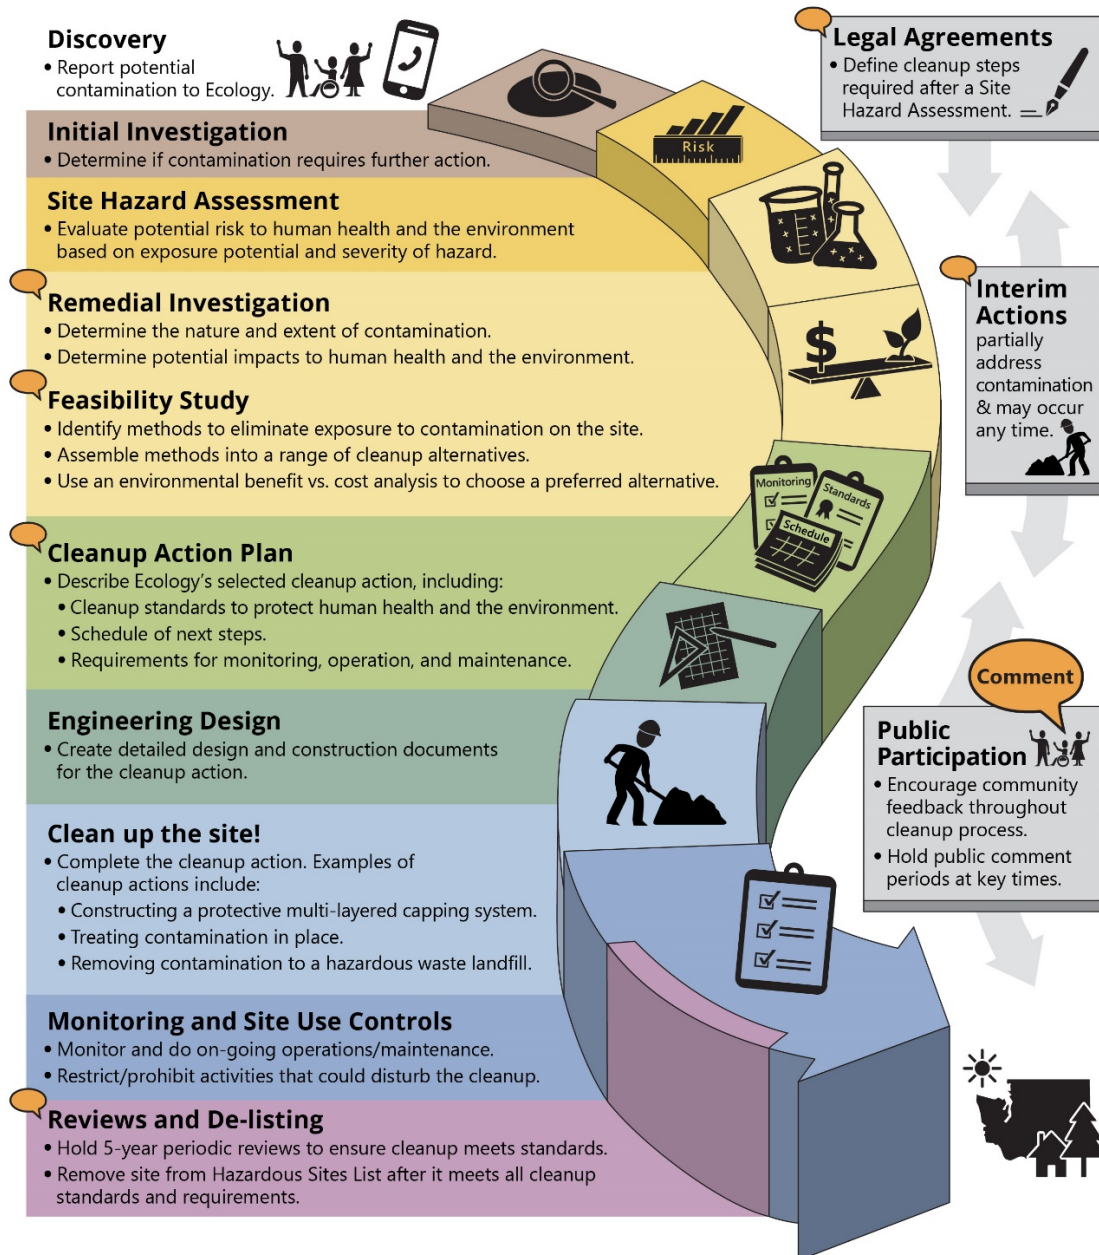 Discovery
• Report potential
contamination to Ecology.
Initial Investigation
• Determine if contamination requires further action.
Site Hazard Assessment
• Evaluate potential risk to human health and the environment
based on exposure potential and severity of hazard.
Remedial Investigation
• Determine the nature and extent of contamination.
• Determine potential impacts to human health and the environment.
Feasibility Study
• Identify methods to eliminate exposure to contamination on the site.
• Assemble methods into a range of cleanup alternatives.
• Use an environmental benefit vs. cost analysis to choose a preferred alternative.
Cleanup Action Plan
• Describe Ecology's selected cleanup action, including:
• Cleanup standards to protect human health and the environment.
• Schedule of next steps.
• Requirements for monitoring, operation, and maintenance.
Engineering Design
• Create detailed design and construction documents
for the cleanup action.
Clean up the site!
• Complete the cleanup action. Examples of
cleanup actions include:
• Constructing a protective multi-layered capping system.
• Treating contamination in place.
• Removing contamination to a hazardous waste landfill.
Monitoring and Site Use Controls
• Monitor and do on-going operations/maintenance.
• Restrict/prohibit activities that could disturb the cleanup.
Reviews and De-listing
• Hold 5-year periodic reviews to ensure cleanup meets standards.
• Remove site from Hazardous Sites List after it meets all cleanup
standards and requirements.
Risk
$
Monitoring
Standards
Schedule
Legal Agreements
• Define cleanup steps
required after a Site
Hazard Assessment.
Interim
Actions
partially
address
contamination
& may occur
any time.
Comment
Public
Participation
• Encourage community
feedback throughout
cleanup process.
• Hold public comment
periods at key times.